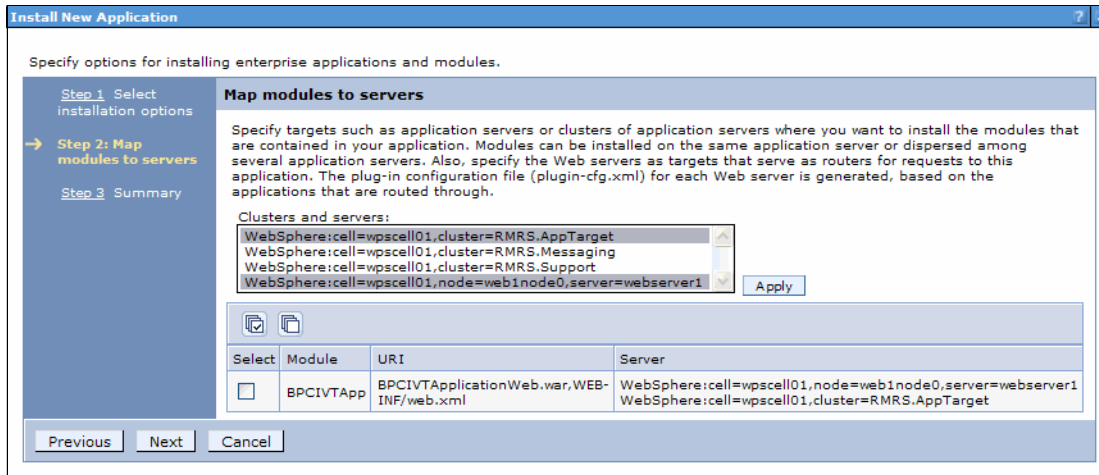 Install New Application
?
Specify options for installing enterprise applications and modules.
Step 1 Select
installation options
Step 2: Map
modules to servers
Step 3 Summary
Map modules to servers
Specify targets such as application servers or clusters of application servers where you want to install the modules that
are contained in your application. Modules can be installed on the same application server or dispersed among
several application servers. Also, specify the Web servers as targets that serve as routers for requests to this
application. The plug-in configuration file (plugin-cfg.xml) for each Web server is generated, based on the
applications that are routed through.
Clusters and servers:
WebSphere:cell=wpscell01,cluster=RMRS.AppTarget
WebSphere:cell=wpscell01,cluster=RMRS.Messaging
WebSphere:cell=wpscell01,cluster=RMRS.Support
WebSphere:cell=wpscell01,node=web1node0,server=webserver1
Apply
Select Module URI Server
BPCIVTApp BPCIVTApplicationWeb.war,WEB- WebSphere:cell=wpscell01,node=web1node0,server=webserver1
INF/web.xml WebSphere:cell=wpscell01,cluster=RMRS.AppTarget
Previous Next Cancel